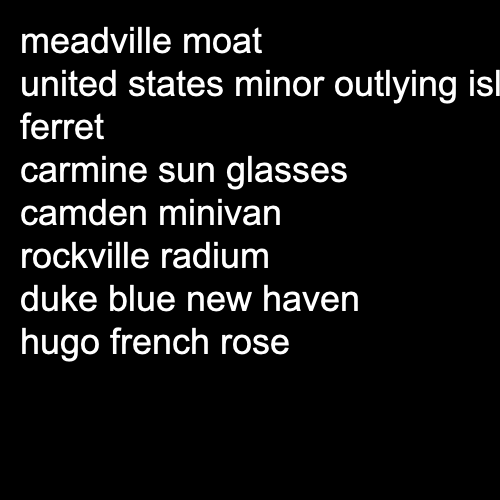 meadville moat
united states minor outlying isl
ferret
carmine sun glasses
camden minivan
rockville radium
duke blue new haven
hugo french rose